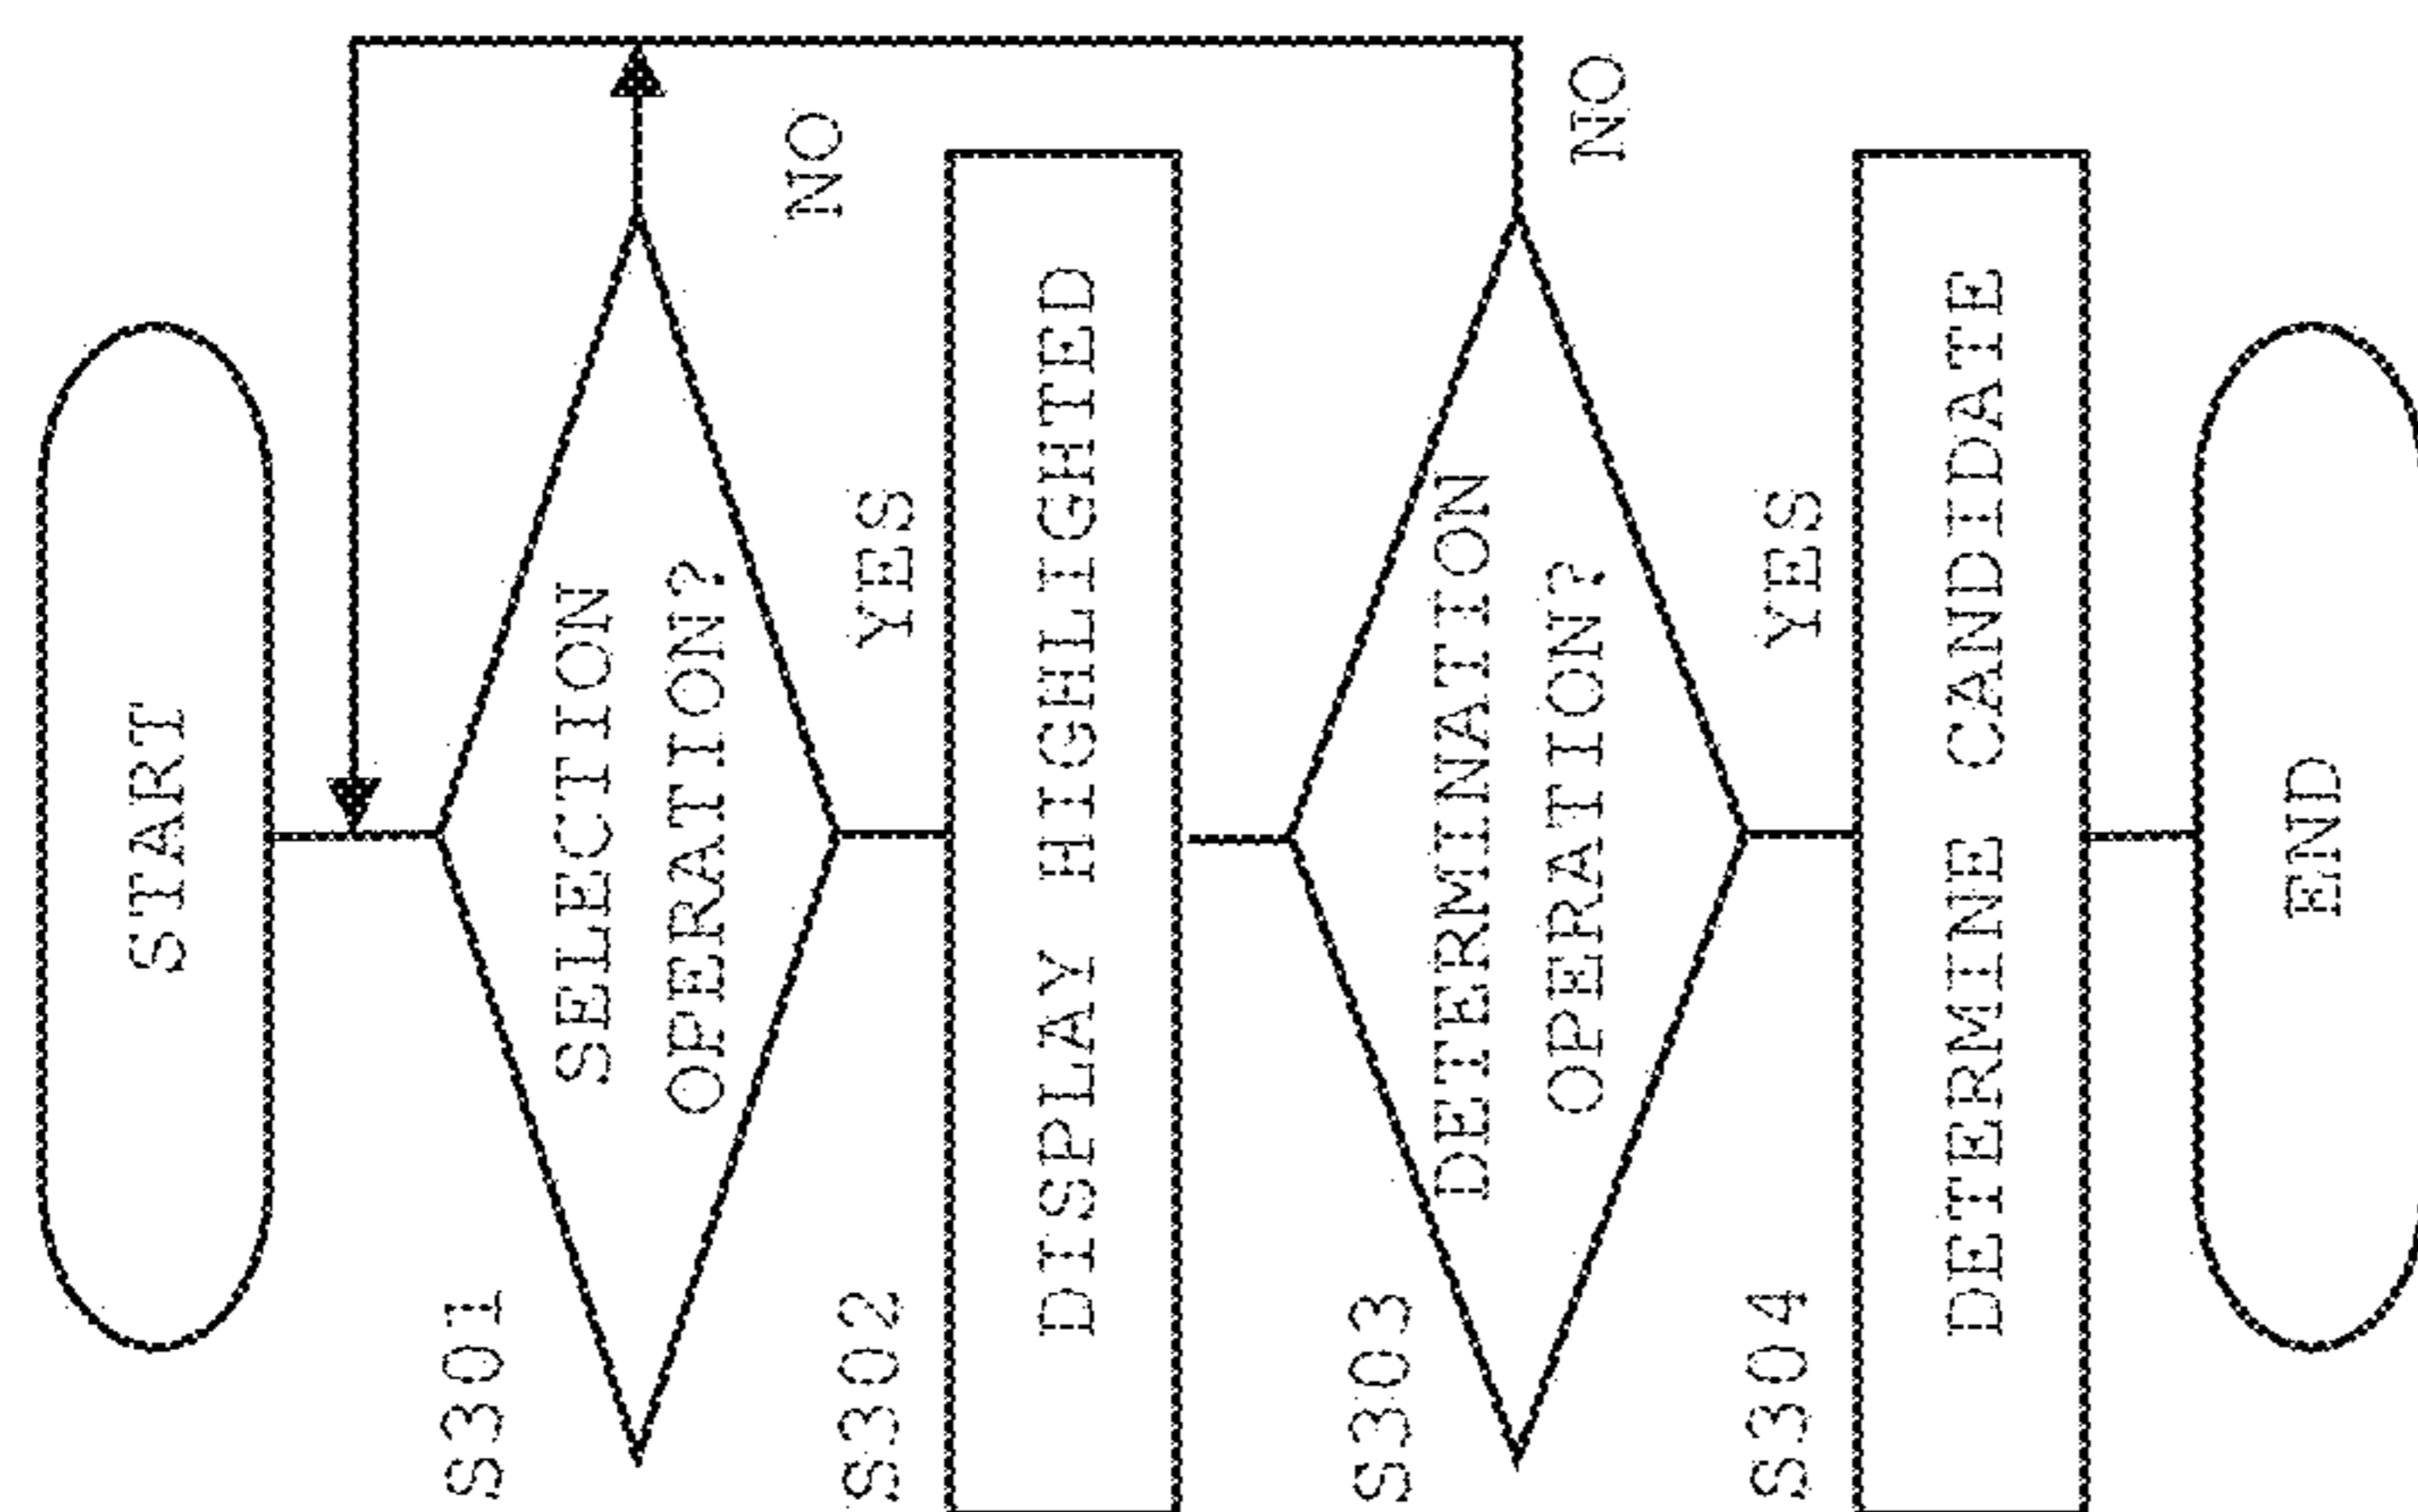 START
S301
SELECTION
OPERATION?
NO
YES
S302
DISPLAY HIGHLIGHTED
S303
DETERMINATION
OPERATION?
NO
YES
S304
DETERMINE CANDIDATE
END